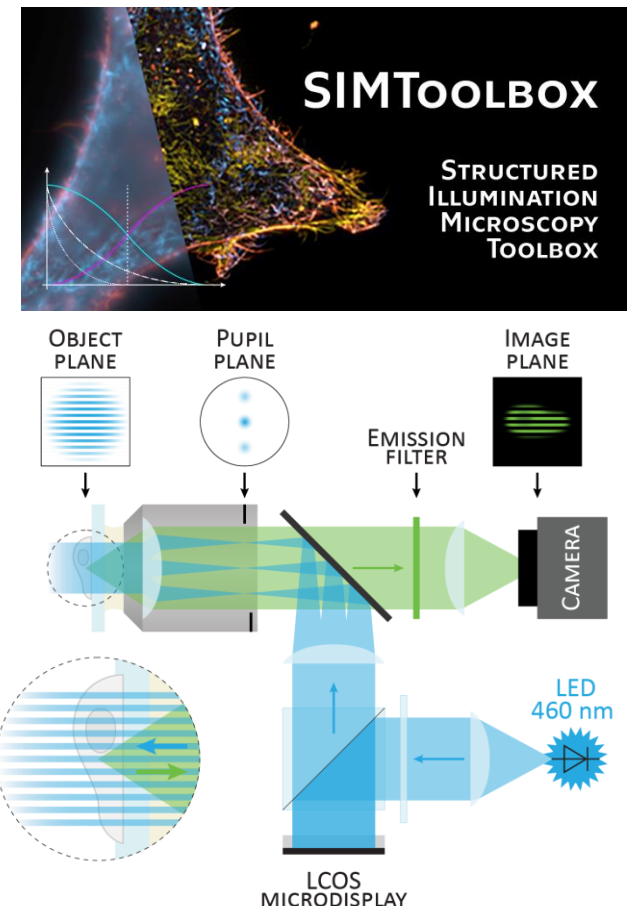 SIMToolbox
Structured
Illumination
Microscopy
Toolbox
Object
plane
Pupil
plane
Image
plane
Emission
filter
CAMERA
LED
460 nm
LCOS
microdisplay